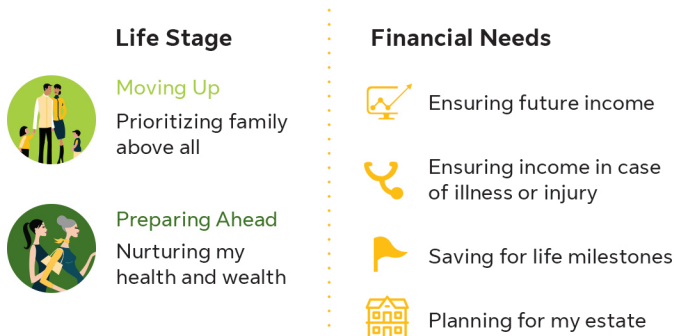 Life Stage
Moving Up
Prioritizing family
above all
Preparing Ahead
Nurturing my
health and wealth
Financial Needs
Ensuring future income
Ensuring income in case
of illness or injury
Saving for life milestones
Planning for my estate